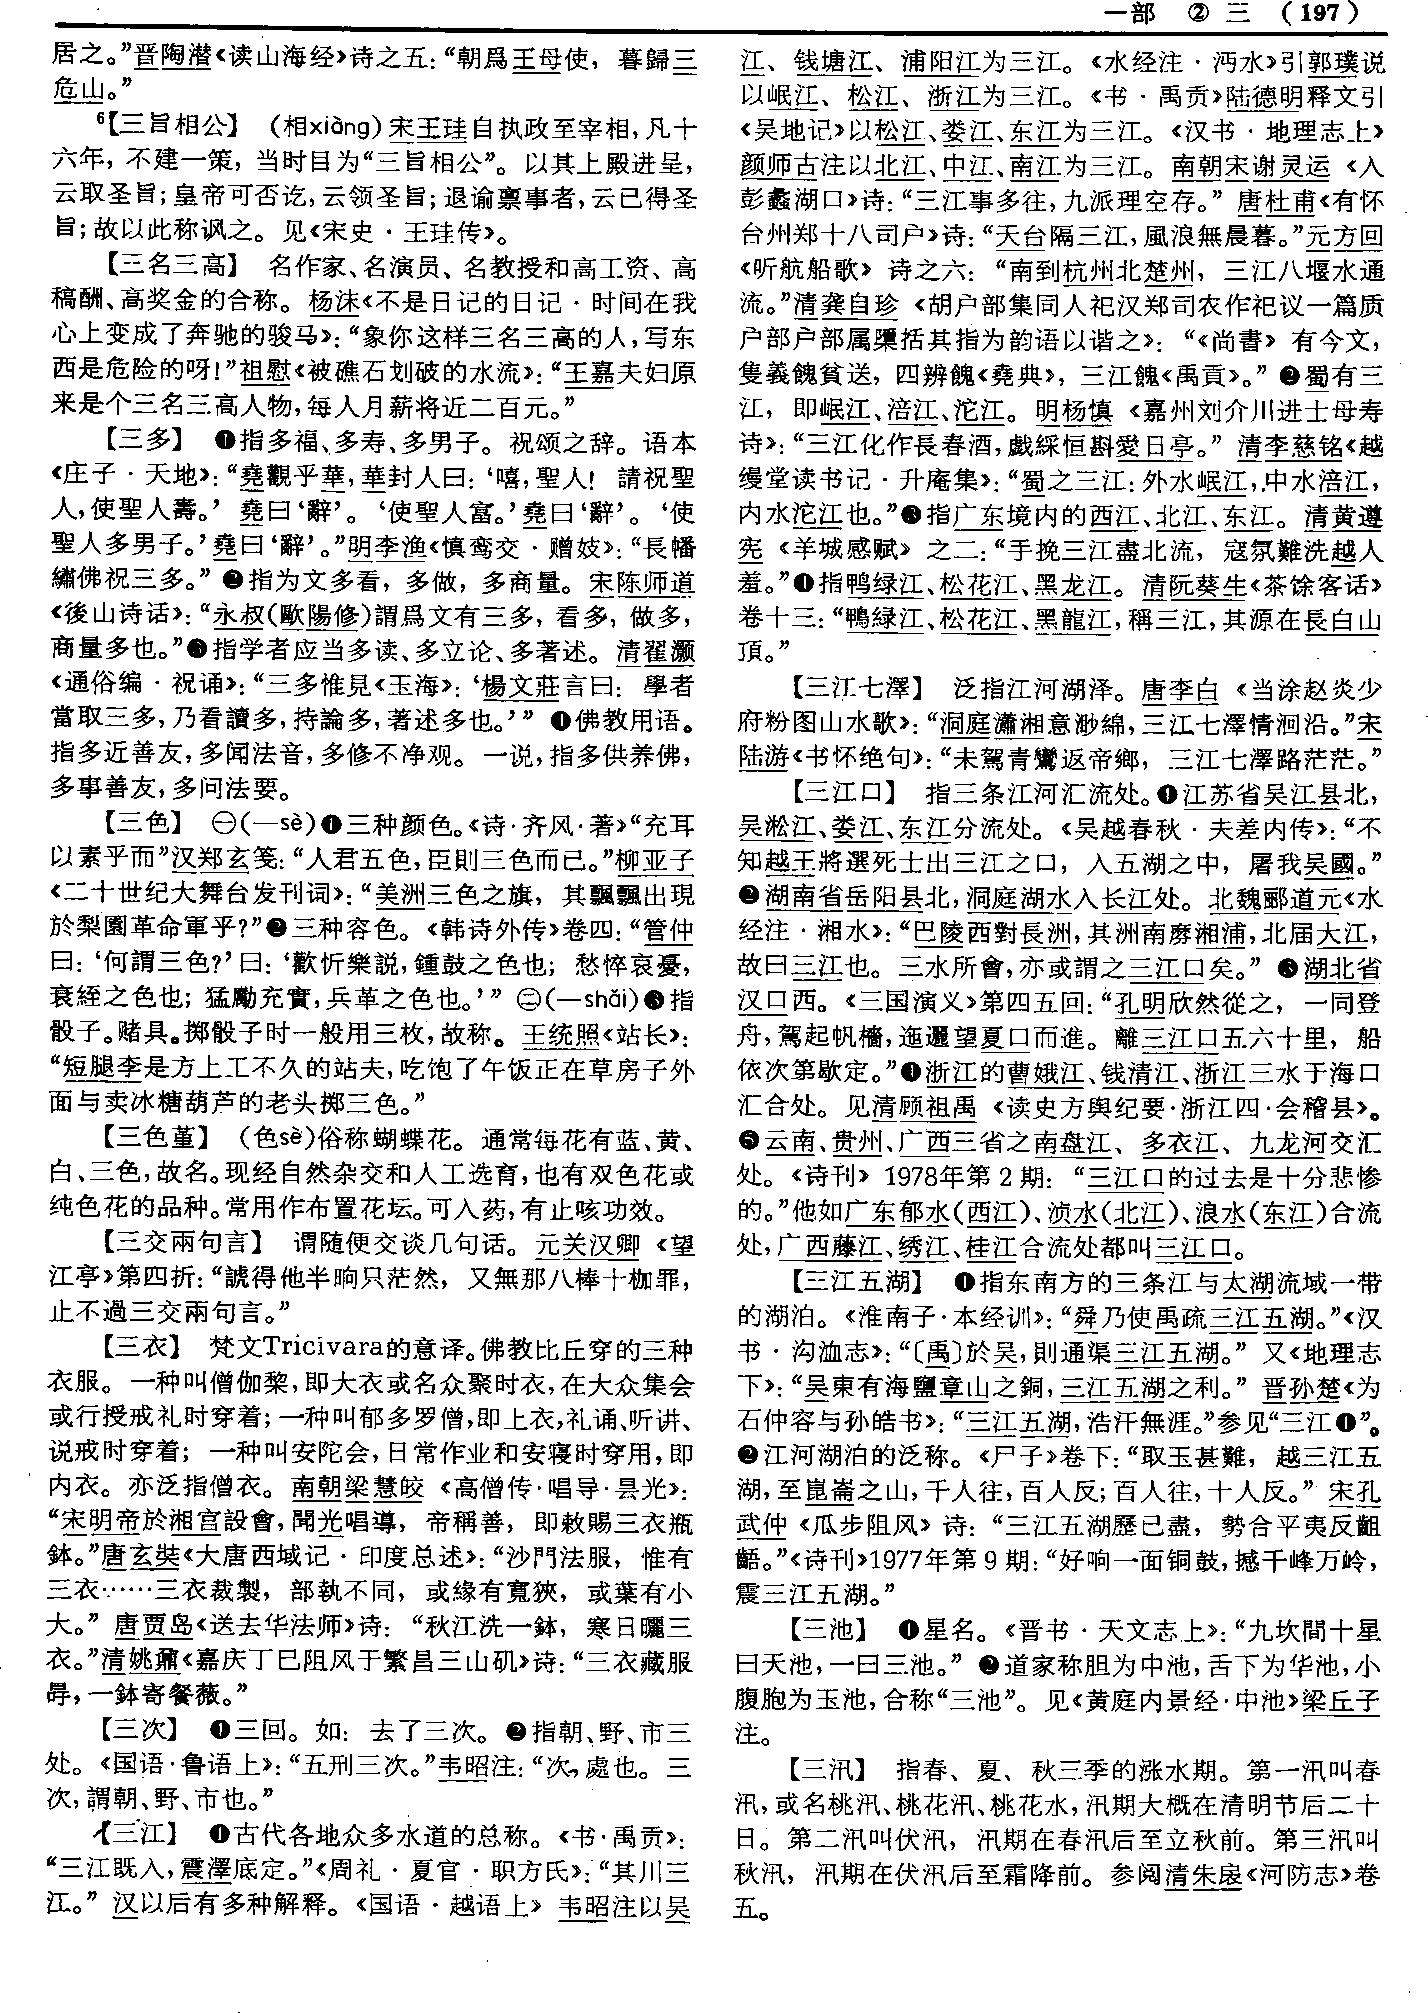 一部 ② 三 （197）
居之。”晋陶潜《读山海经》诗之五：“朝爲王母使，暮歸三
危山。”
⁶【三旨相公】 （相xiàng）宋王珪自执政至宰相，凡十
六年，不建一策，当时目为“三旨相公”。以其上殿进呈，
云取圣旨；皇帝可否讫，云领圣旨；退谕禀事者，云已得圣
旨；故以此称讽之。见《宋史·王珪传》。
【三名三高】 名作家、名演员、名教授和高工资、高
稿酬、高奖金的合称。杨沫《不是日记的日记·时间在我
心上变成了奔驰的骏马》：“象你这样三名三高的人，写东
西是危险的呀！”祖慰《被礁石划破的水流》：“王嘉夫妇原
来是个三名三高人物，每人月薪将近二百元。”
【三多】 ❶指多福、多寿、多男子。祝颂之辞。语本
《庄子·天地》：“堯觀乎華，華封人曰：‘嘻，聖人！請祝聖
人，使聖人壽。’堯曰‘辭’。‘使聖人富。’堯曰‘辭’。‘使
聖人多男子。’堯曰‘辭’。”明李渔《慎鸾交·赠妓》：“長幡
繡佛祝三多。”❷指为文多看，多做，多商量。宋陈师道
《後山诗话》：“永叔（歐陽修）謂爲文有三多，看多，做多，
商量多也。”❸指学者应当多读、多立论、多著述。清翟灏
《通俗编·祝诵》：“三多惟見《玉海》：‘楊文莊言曰：學者
當取三多，乃看讀多，持論多，著述多也。’”❹佛教用语。
指多近善友，多闻法音，多修不净观。一说，指多供养佛，
多事善友，多问法要。
【三色】 ㊀（—sè）❶三种颜色。《诗·齐风·著》“充耳
以素乎而”汉郑玄笺：“人君五色，臣則三色而已。”柳亚子
《二十世纪大舞台发刊词》：“美洲三色之旗，其飄飄出現
於梨園革命軍乎？”❷三种容色。《韩诗外传》卷四：“管仲
曰：‘何謂三色？’曰：‘歡忻樂説，鍾鼓之色也；愁悴哀憂，
衰絰之色也；猛勵充實，兵革之色也。’”㊁（—shǎi）❸指
骰子。赌具。掷骰子时一般用三枚，故称。王统照《站长》：
“短腿李是方上工不久的站夫，吃饱了午饭正在草房子外
面与卖冰糖葫芦的老头掷三色。”
【三色堇】 （色sè）俗称蝴蝶花。通常每花有蓝、黄、
白、三色，故名。现经自然杂交和人工选育，也有双色花或
纯色花的品种。常用作布置花坛。可入药，有止咳功效。
【三交兩句言】 谓随便交谈几句话。元关汉卿《望
江亭》第四折：“諕得他半晌只茫然，又無那八棒十枷罪，
止不過三交兩句言。”
【三衣】 梵文Tricivara的意译。佛教比丘穿的三种
衣服。一种叫僧伽棃，即大衣或名众聚时衣，在大众集会
或行授戒礼时穿着；一种叫郁多罗僧，即上衣，礼诵、听讲、
说戒时穿着；一种叫安陀会，日常作业和安寝时穿用，即
内衣。亦泛指僧衣。南朝梁慧皎《高僧传·唱导·昙光》：
“宋明帝於湘宫設會，聞光唱導，帝稱善，即敕賜三衣瓶
鉢。”唐玄奘《大唐西域记·印度总述》：“沙門法服，惟有
三衣……三衣裁製，部執不同，或緣有寬狹，或葉有小
大。”唐贾岛《送去华法师》诗：“秋江洗一鉢，寒日曬三
衣。”清姚鼐《嘉庆丁巳阻风于繁昌三山矶》诗：“三衣藏服
㝵，一鉢寄餐薇。”
【三次】 ❶三回。如：去了三次。❷指朝、野、市三
处。《国语·鲁语上》：“五刑三次。”韦昭注：“次，處也。三
次，謂朝、野、市也。”
【三江】 ❶古代各地众多水道的总称。《书·禹贡》：
“三江既入，震澤底定。”《周礼·夏官·职方氏》：“其川三
江。”汉以后有多种解释。《国语·越语上》韦昭注以吴
江、钱塘江、浦阳江为三江。《水经注·沔水》引郭璞说
以岷江、松江、浙江为三江。《书·禹贡》陆德明释文引
《吴地记》以松江、娄江、东江为三江。《汉书·地理志上》
颜师古注以北江、中江、南江为三江。南朝宋谢灵运《入
彭蠡湖口》诗：“三江事多往，九派理空存。”唐杜甫《有怀
台州郑十八司户》诗：“天台隔三江，風浪無晨暮。”元方回
《听航船歌》诗之六：“南到杭州北楚州，三江八堰水通
流。”清龚自珍《胡户部集同人祀汉郑司农作祀议一篇质
户部户部属隱括其指为韵语以谐之》：“《尚書》有今文，
隻義餽貧送，四辨餽《堯典》，三江餽《禹貢》。”❷蜀有三
江，即岷江、涪江、沱江。明杨慎《嘉州刘介川进士母寿
诗》：“三江化作長春酒，戲綵恒斟愛日亭。”清李慈铭《越
缦堂读书记·升庵集》：“蜀之三江：外水岷江，中水涪江，
内水沱江也。”❸指广东境内的西江、北江、东江。清黄遵
宪《羊城感赋》之二：“手挽三江盡北流，寇氛難洗越人
羞。”❹指鸭绿江、松花江、黑龙江。清阮葵生《茶馀客话》
卷十三：“鴨緑江、松花江、黑龍江，稱三江，其源在長白山
頂。”
【三江七澤】 泛指江河湖泽。唐李白《当涂赵炎少
府粉图山水歌》：“洞庭瀟湘意渺綿，三江七澤情洄沿。”宋
陆游《书怀绝句》：“未駕青鸞返帝鄉，三江七澤路茫茫。”
【三江口】 指三条江河汇流处。❶江苏省吴江县北，
吴淞江、娄江、东江分流处。《吴越春秋·夫差内传》：“不
知越王將選死士出三江之口，入五湖之中，屠我吴國。”
❷湖南省岳阳县北，洞庭湖水入长江处。北魏郦道元《水
经注·湘水》：“巴陵西對長洲，其洲南㽵湘浦，北届大江，
故曰三江也。三水所會，亦或謂之三江口矣。”❸湖北省
汉口西。《三国演义》第四五回：“孔明欣然從之，一同登
舟，駕起帆檣，迤邐望夏口而進。離三江口五六十里，船
依次第歇定。”❹浙江的曹娥江、钱清江、浙江三水于海口
汇合处。见清顾祖禹《读史方舆纪要·浙江四·会稽县》。
❺云南、贵州、广西三省之南盘江、多衣江、九龙河交汇
处。《诗刊》1978年第2期：“三江口的过去是十分悲惨
的。”他如广东郁水（西江）、浈水（北江）、浪水（东江）合流
处，广西藤江、绣江、桂江合流处都叫三江口。
【三江五湖】 ❶指东南方的三条江与太湖流域一带
的湖泊。《淮南子·本经训》：“舜乃使禹疏三江五湖。”《汉
书·沟洫志》：“〔禹〕於吴，則通渠三江五湖。”又《地理志
下》：“吴東有海鹽章山之銅，三江五湖之利。”晋孙楚《为
石仲容与孙皓书》：“三江五湖，浩汗無涯。”参见“三江❶”。
❷江河湖泊的泛称。《尸子》卷下：“取玉甚難，越三江五
湖，至崑崙之山，千人往，百人反；百人往，十人反。”宋孔
武仲《瓜步阻风》诗：“三江五湖歷已盡，勢合平夷反齟
齬。”《诗刊》1977年第9期：“好响一面铜鼓，撼千峰万岭，
震三江五湖。”
【三池】 ❶星名。《晋书·天文志上》：“九坎間十星
曰天池，一曰三池。”❷道家称胆为中池，舌下为华池，小
腹胞为玉池，合称“三池”。见《黄庭内景经·中池》梁丘子
注。
【三汛】 指春、夏、秋三季的涨水期。第一汛叫春
汛，或名桃汛、桃花汛、桃花水，汛期大概在清明节后二十
日。第二汛叫伏汛，汛期在春汛后至立秋前。第三汛叫
秋汛，汛期在伏汛后至霜降前。参阅清朱扆《河防志》卷
五。